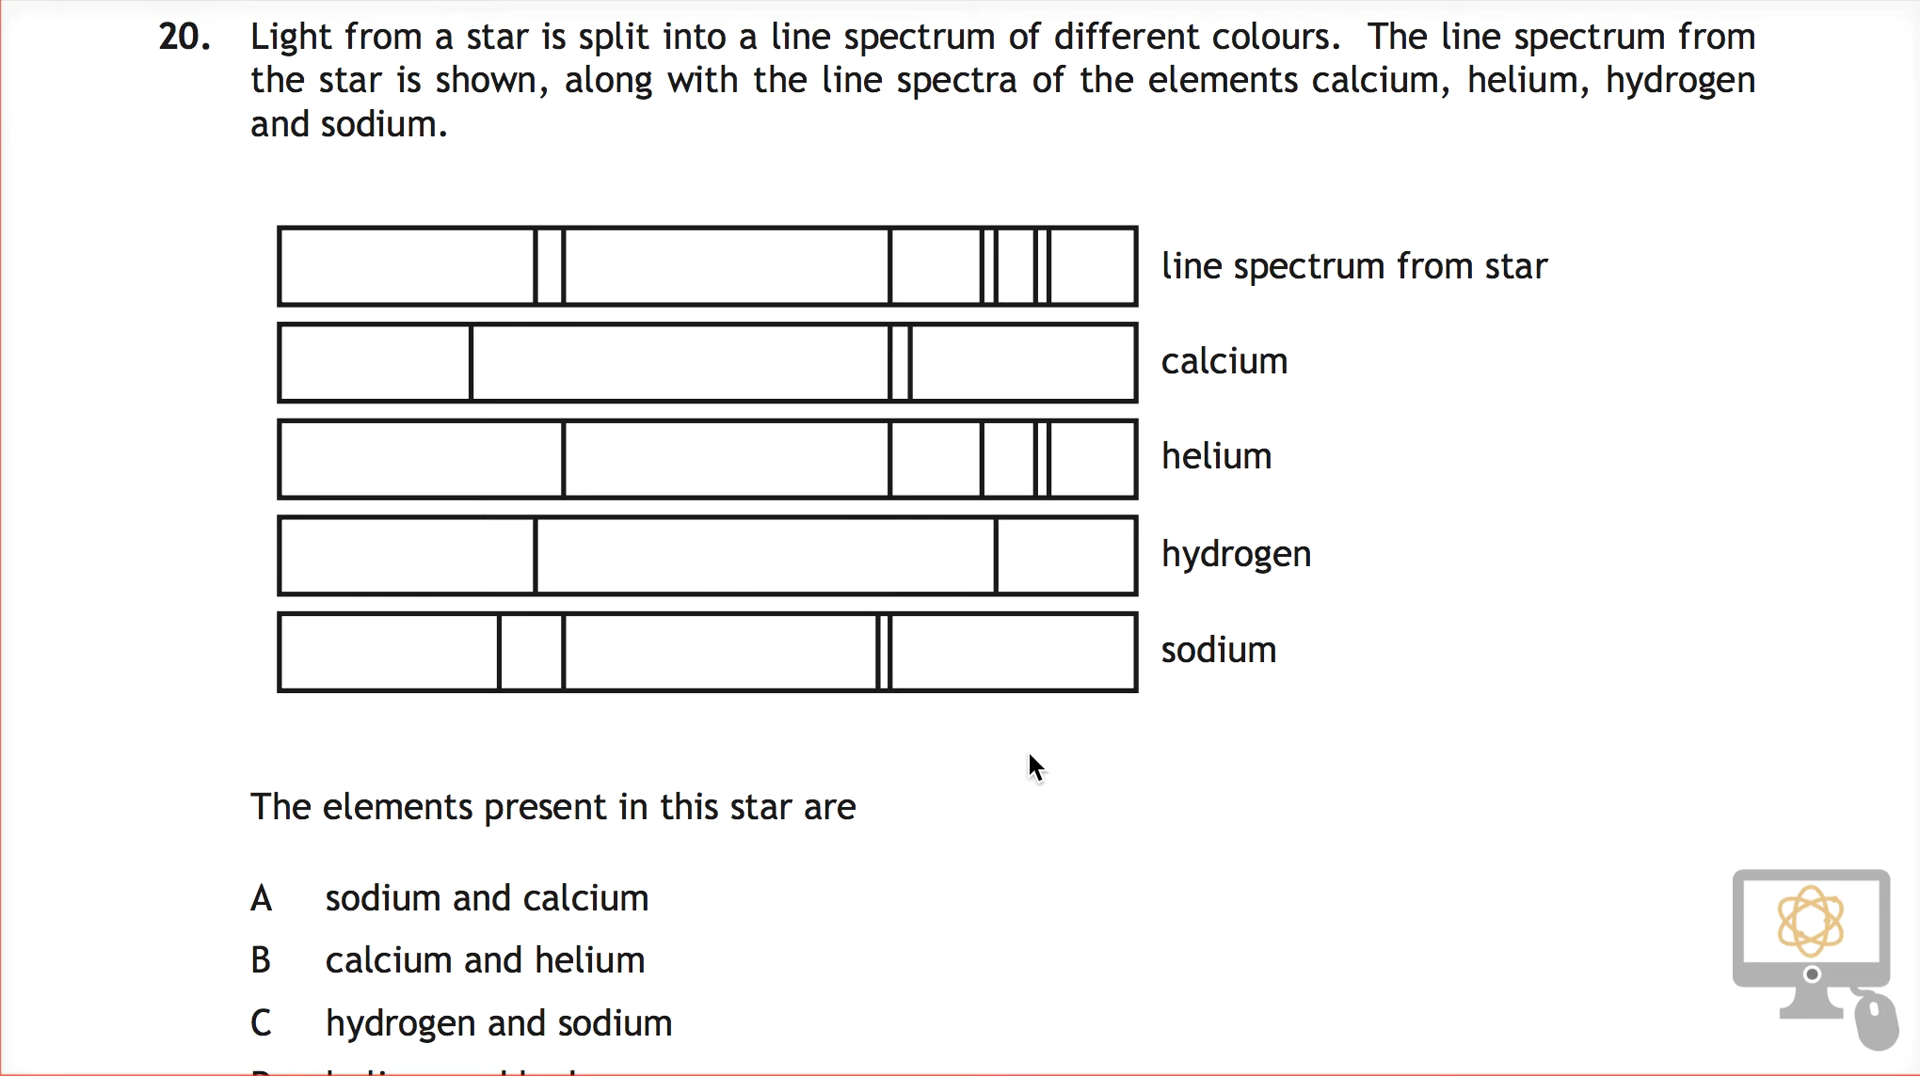 20. Light from a star is split into a line spectrum of different colours. The line spectrum from
the star is shown, along with the line spectra of the elements calcium, helium, hydrogen
and sodium.
line spectrum from star
calcium
helium
hydrogen
sodium
The elements present in this star are
A sodium and calcium
B calcium and helium
C hydrogen and sodium